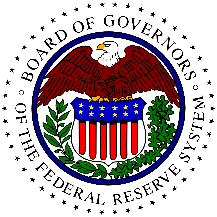 BOARD OF GOVERNORS
OF THE FEDERAL RESERVE SYSTEM